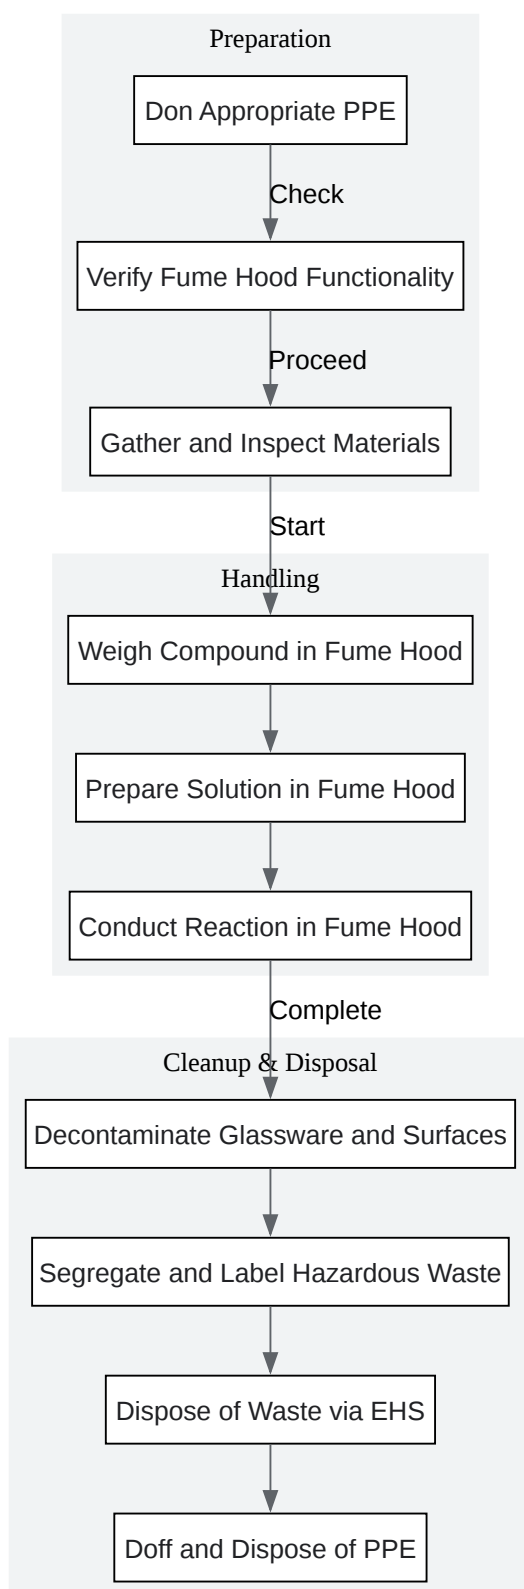 Preparation
Don Appropriate PPE
Check
Verify Fume Hood Functionality
Proceed
Gather and Inspect Materials
Start
Handling
Weigh Compound in Fume Hood
Prepare Solution in Fume Hood
Conduct Reaction in Fume Hood
Complete
Cleanup & Disposal
Decontaminate Glassware and Surfaces
Segregate and Label Hazardous Waste
Dispose of Waste via EHS
Doff and Dispose of PPE